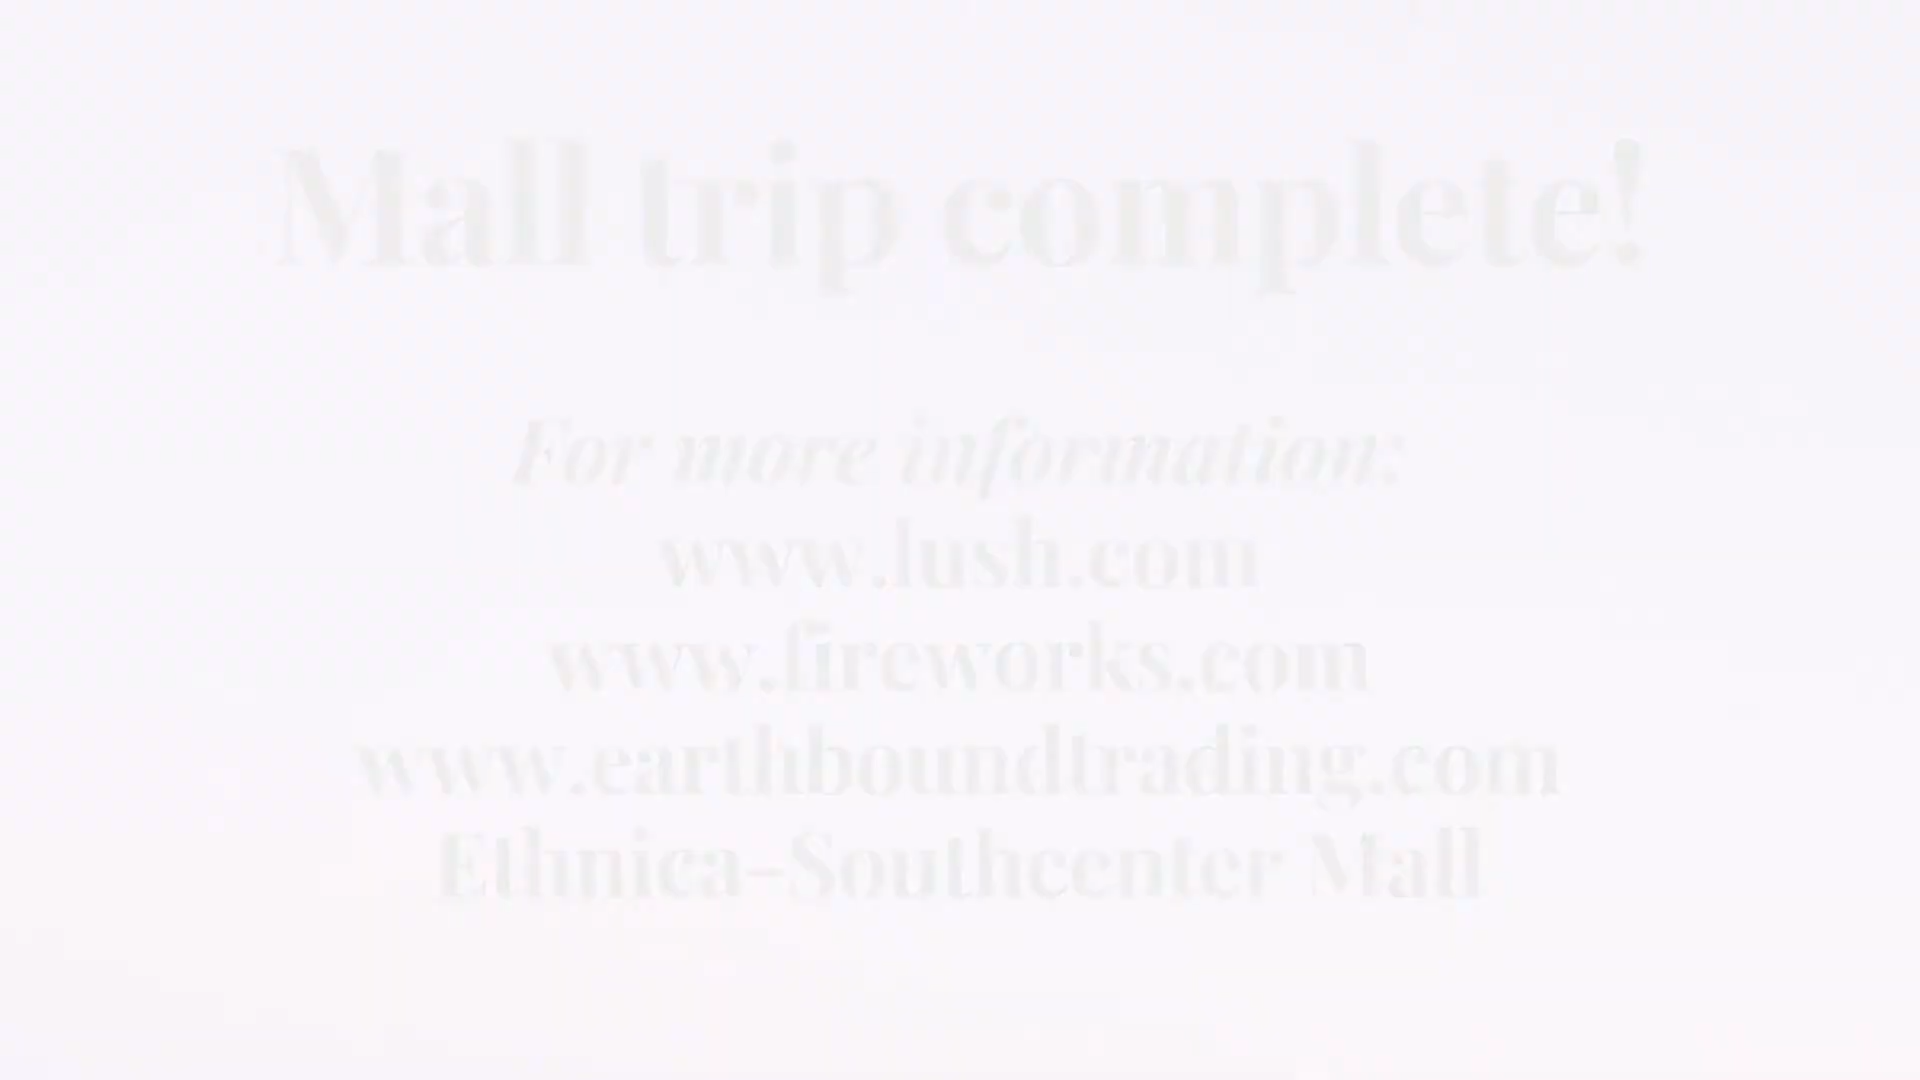 Mall trip complete!
For more information:
www.lush.com
www.fireworks.com
www.earthboundtrading.com
Ethnica-Southcenter Mall